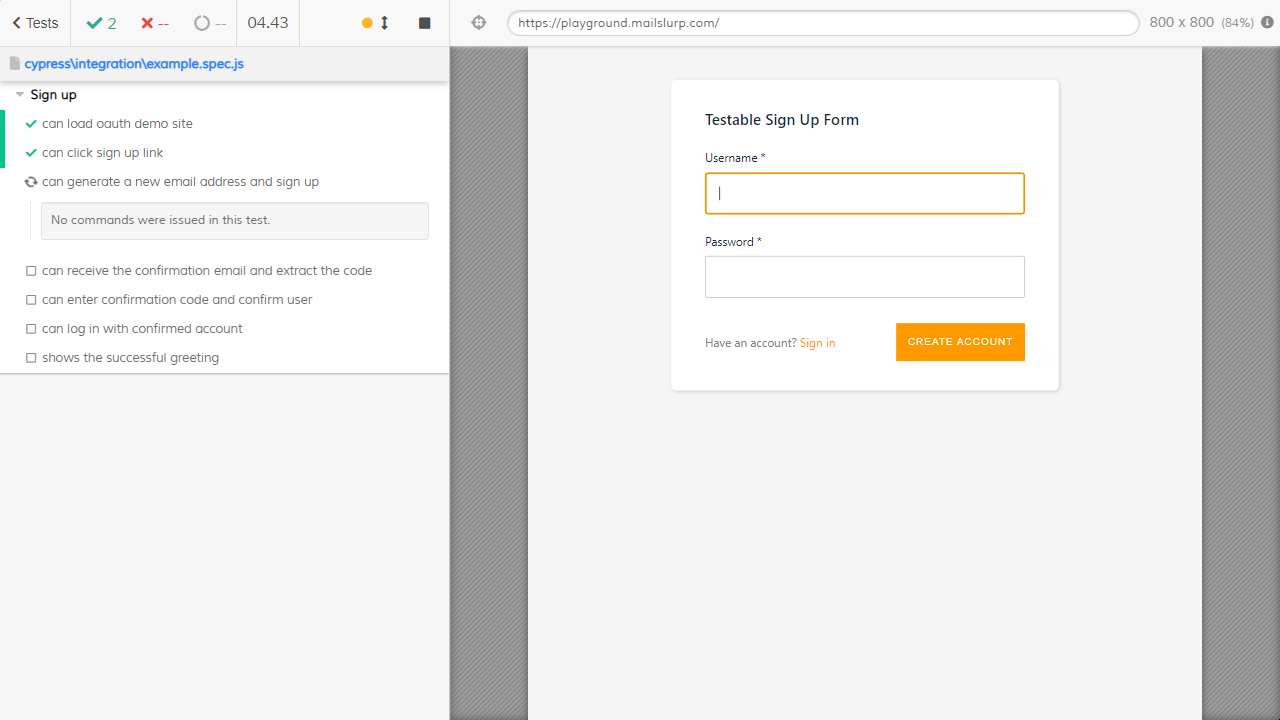 Tests 2 -- -- 04.43
https://playground.mailslurp.com/ 800 x 800 (84%)
cypress\integration\example.spec.js
Sign up
can load oauth demo site
can click sign up link
can generate a new email address and sign up
No commands were issued in this test.
can receive the confirmation email and extract the code
can enter confirmation code and confirm user
can log in with confirmed account
shows the successful greeting
Testable Sign Up Form
Username *
Password *
Have an account? Sign in
CREATE ACCOUNT